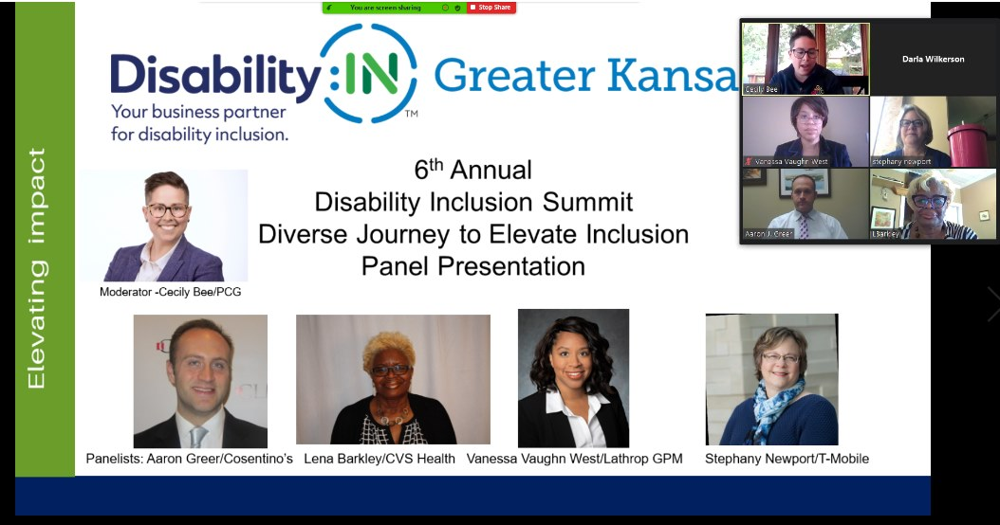 You are screen sharing
Stop Share
Disability:IN
TM
Greater Kansa
Your business partner
for disability inclusion.
Elevating impact
6th Annual
Disability Inclusion Summit
Diverse Journey to Elevate Inclusion
Panel Presentation
Moderator -Cecily Bee/PCG
Panelists: Aaron Greer/Cosentino's
Lena Barkley/CVS Health
Vanessa Vaughn West/Lathrop GPM
Stephany Newport/T-Mobile
Cecily Bee
Darla Wilkerson
Vanessa Vaughn West
stephany newport
Aaron J. Greer
LBarkley